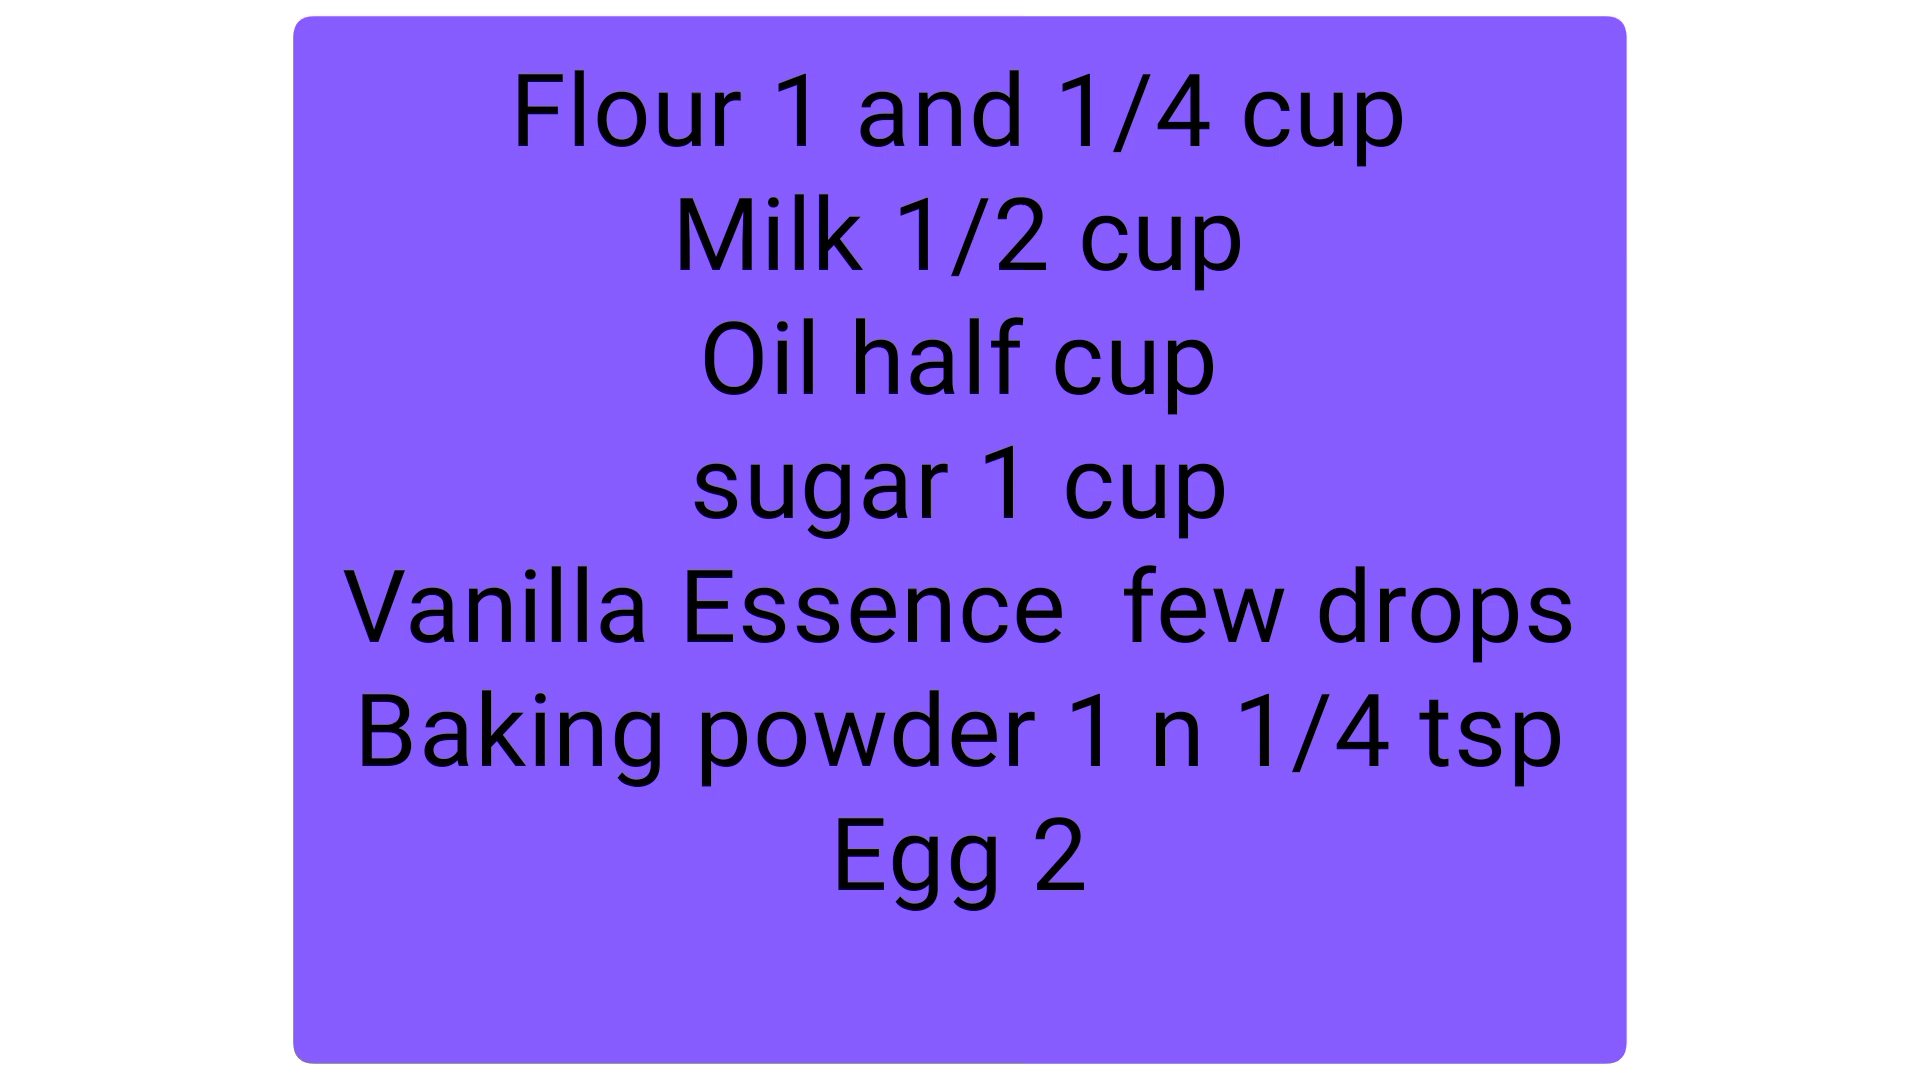 Flour 1 and 1/4 cup
Milk 1/2 cup
Oil half cup
sugar 1 cup
Vanilla Essence  few drops
Baking powder 1 n 1/4 tsp
Egg 2